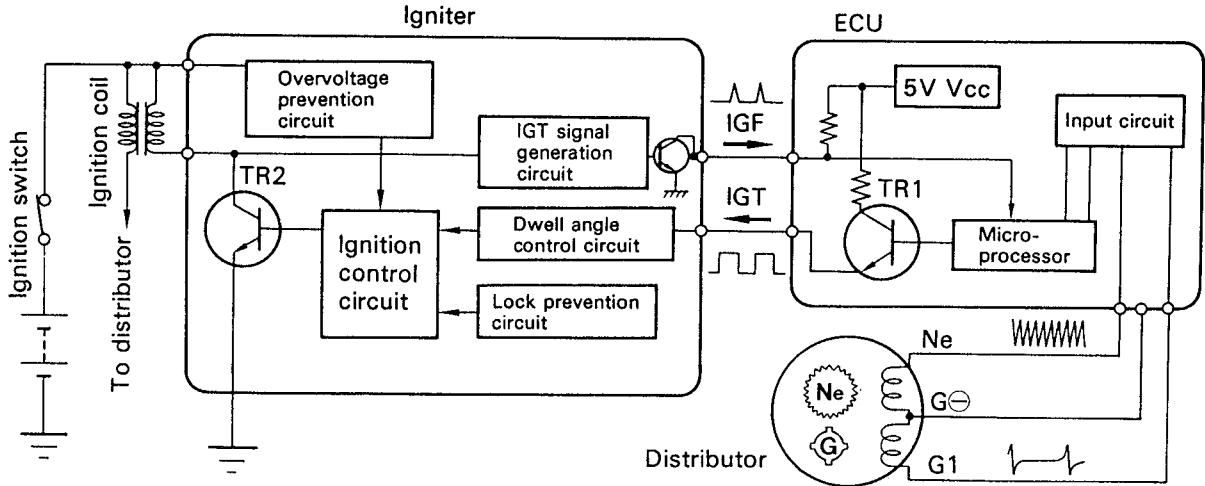 Igniter
ECU
Overvoltage
prevention
circuit
5V Vcc
Input circuit
IGF
IGT signal
generation
circuit
TR2
TR1
IGT
Ignition switch
Ignition coil
Ignition
control
circuit
Dwell angle
control circuit
Micro-
processor
Lock prevention
circuit
To distributor
Ne
Ne
G⊖
G
Distributor
G1